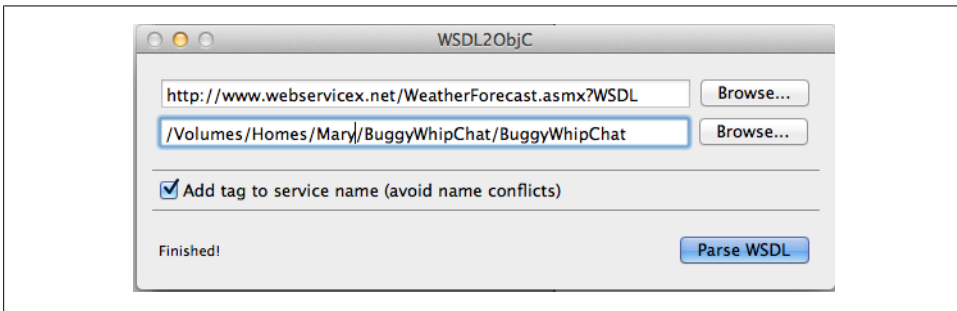 WSDL2ObjC
http://www.webservicex.net/WeatherForecast.asmx?WSDL Browse...
/Volumes/Homes/Mary/BuggyWhipChat/BuggyWhipChat Browse...
Add tag to service name (avoid name conflicts)
Finished! Parse WSDL